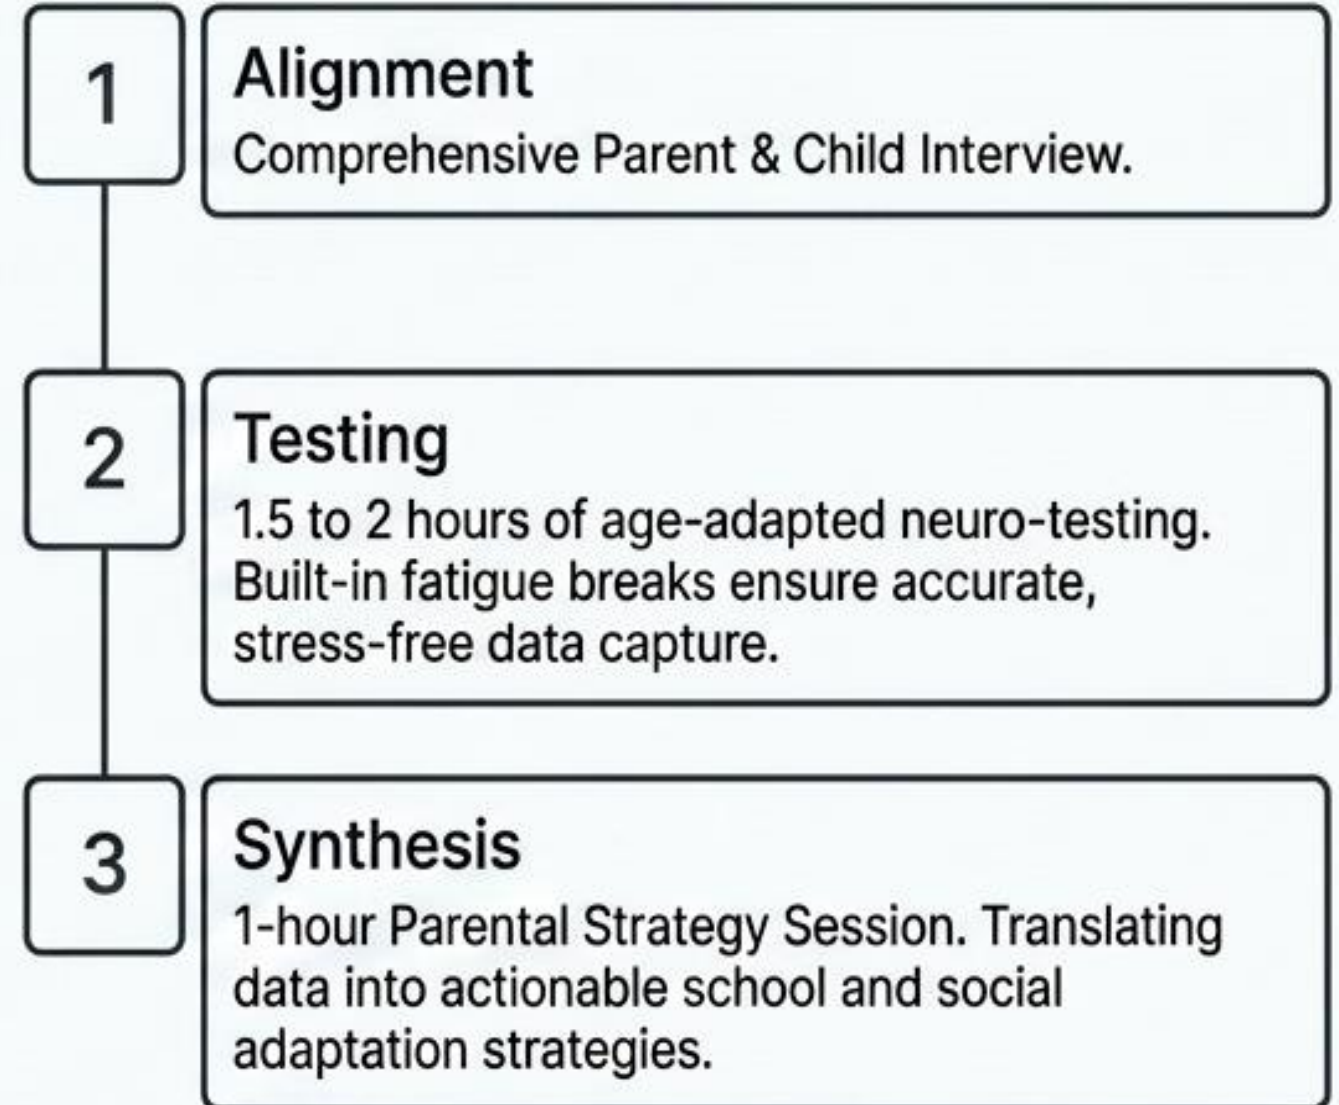 1
Alignment
Comprehensive Parent & Child Interview.
2
Testing
1.5 to 2 hours of age-adapted neuro-testing.
Built-in fatigue breaks ensure accurate,
stress-free data capture.
3
Synthesis
1-hour Parental Strategy Session. Translating
data into actionable school and social
adaptation strategies.